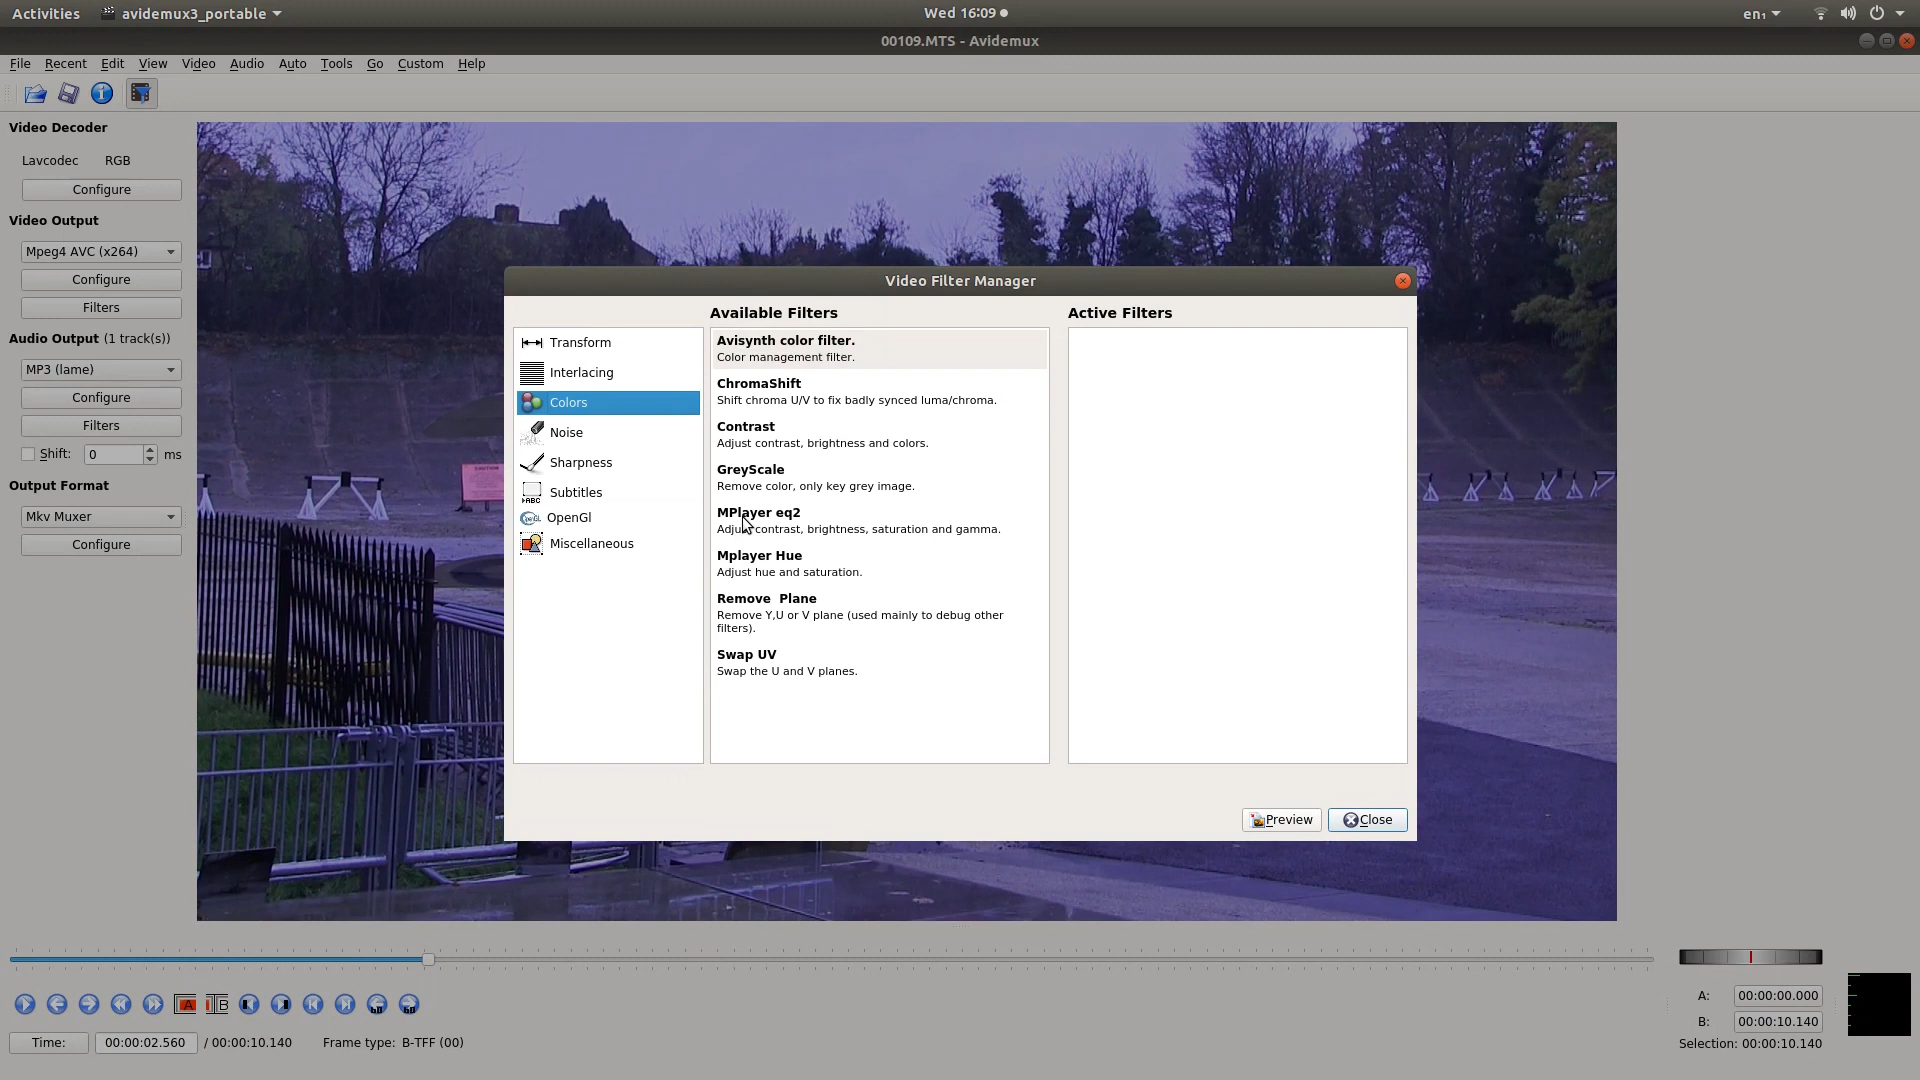 Activities avidemux3_portable Wed 16:09 en₁
00109.MTS - Avidemux
File Recent Edit View Video Audio Auto Tools Go Custom Help
Video Decoder
Lavcodec RGB
Configure
Video Output
Mpeg4 AVC (x264)
Configure
Filters
Audio Output (1 track(s))
MP3 (lame)
Configure
Filters
Shift: 0 ms
Output Format
Mkv Muxer
Configure
CAUTION
Video Filter Manager
Available Filters
Active Filters
Transform
Interlacing
Colors
Noise
Sharpness
ABC
Subtitles
OpenGL
OpenGl
Miscellaneous
Avisynth color filter.
Color management filter.
ChromaShift
Shift chroma U/V to fix badly synced luma/chroma.
Contrast
Adjust contrast, brightness and colors.
GreyScale
Remove color, only key grey image.
MPlayer eq2
Adjust contrast, brightness, saturation and gamma.
Mplayer Hue
Adjust hue and saturation.
Remove Plane
Remove Y,U or V plane (used mainly to debug other
filters).
Swap UV
Swap the U and V planes.
Preview Close
A B 60 60
A: 00:00:00.000
B: 00:00:10.140
Time: 00:00:02.560 / 00:00:10.140 Frame type: B-TFF (00)
Selection: 00:00:10.140